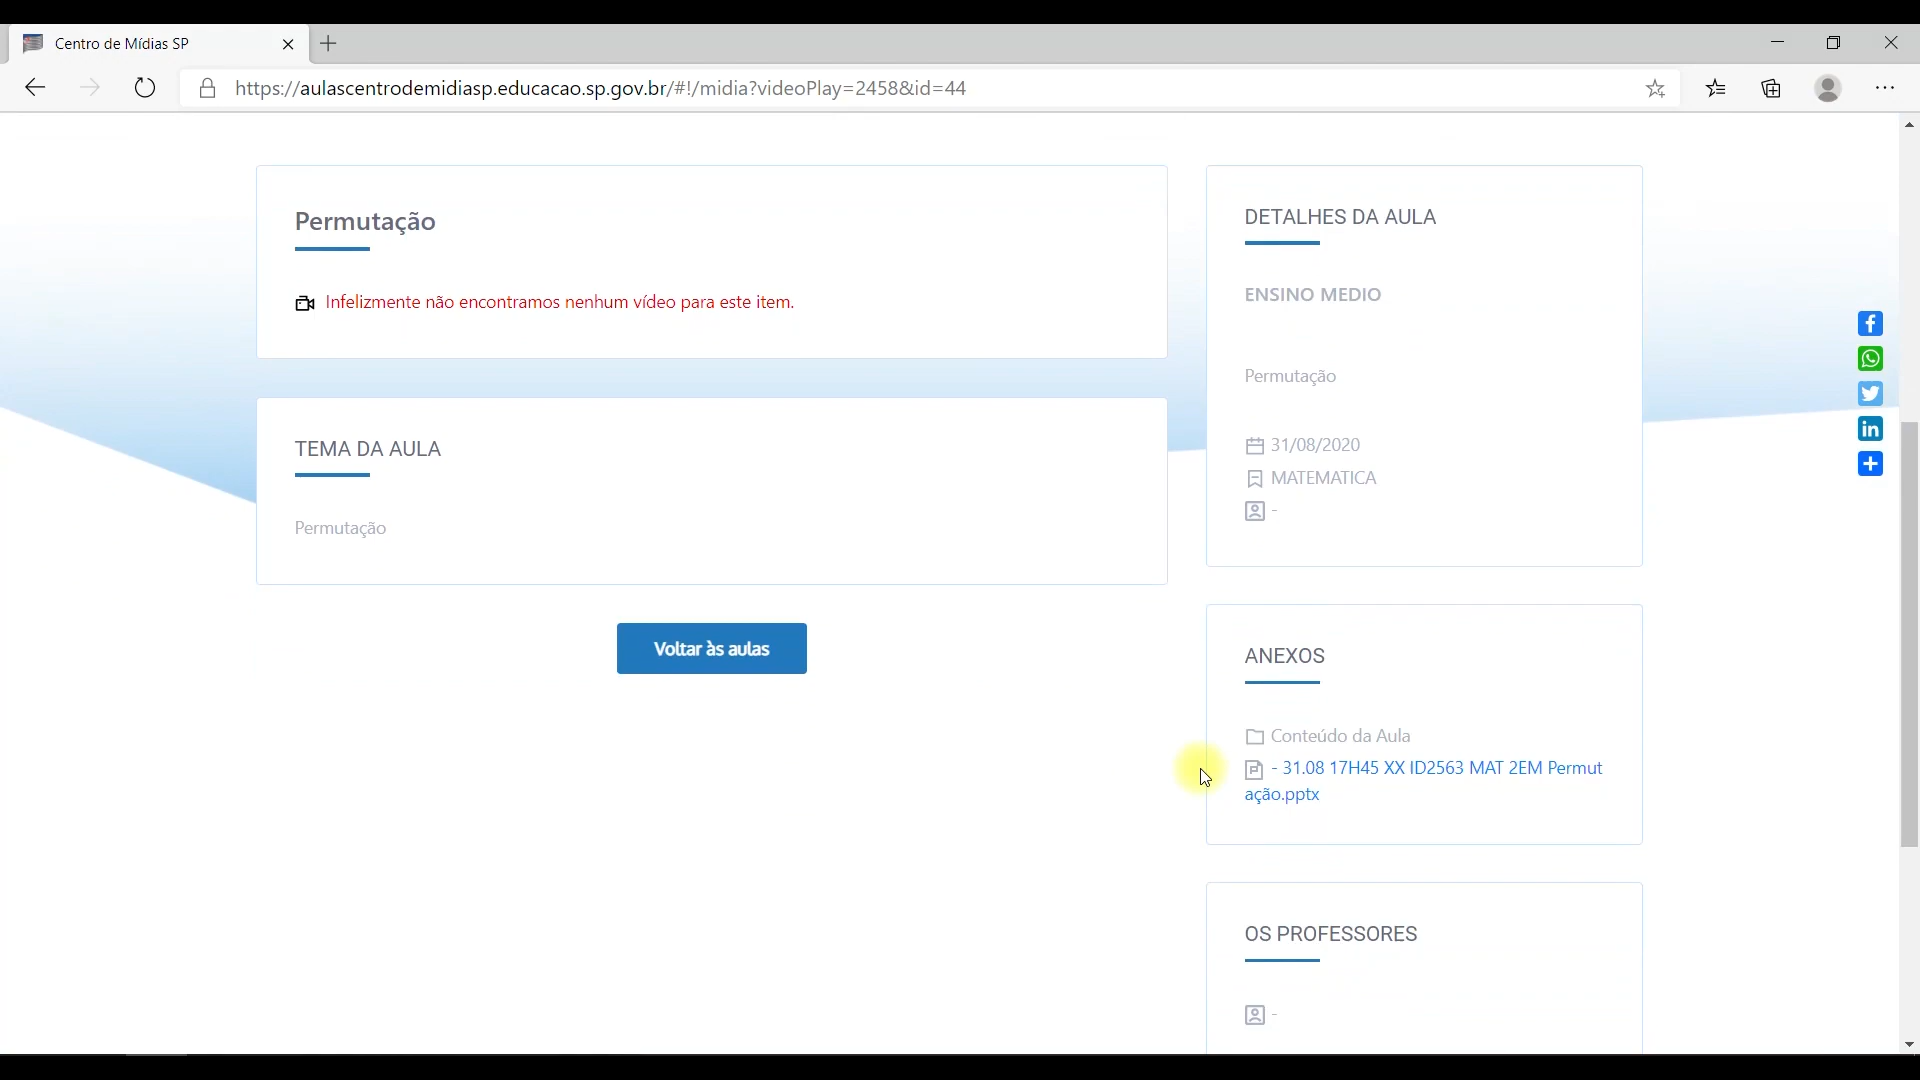 Centro de Mídias SP
https://aulascentrodemidiasp.educacao.sp.gov.br/#!/midia?videoPlay=2458&id=44
Permutação
Infelizmente não encontramos nenhum vídeo para este item.
TEMA DA AULA
Permutação
Voltar às aulas
DETALHES DA AULA
ENSINO MEDIO
Permutação
31/08/2020
MATEMATICA
-
ANEXOS
Conteúdo da Aula
- 31.08 17H45 XX ID2563 MAT 2EM Permut
ação.pptx
OS PROFESSORES
-